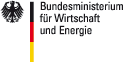 Bundesministerium
für Wirtschaft
und Energie